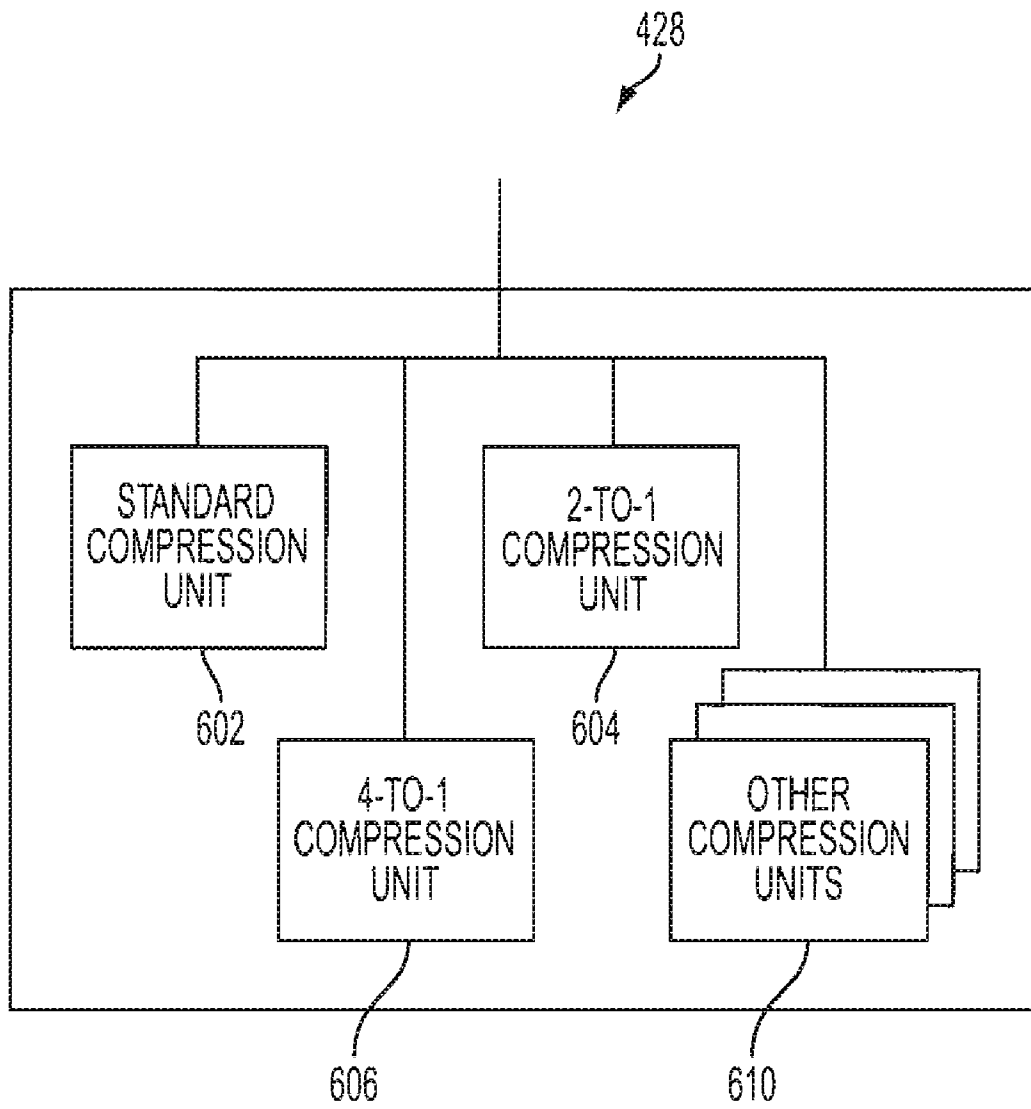 428
STANDARD
COMPRESSION
UNIT
602
2-TO-1
COMPRESSION
UNIT
604
4-TO-1
COMPRESSION
UNIT
606
OTHER
COMPRESSION
UNITS
610